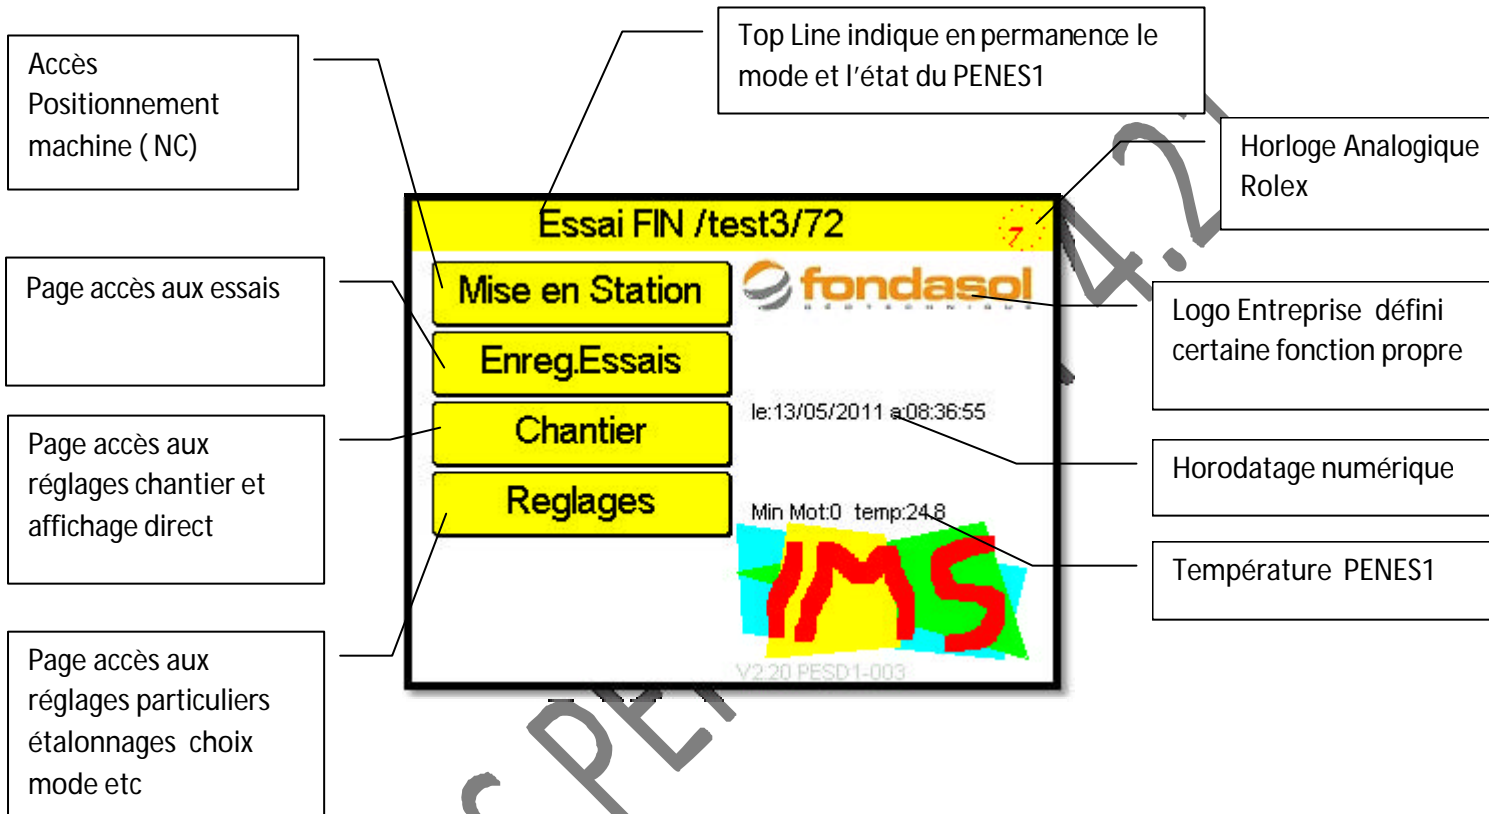 Accès
Positionnement
machine ( NC)
Top Line indique en permanence le
mode et l'état du PENES1
Horloge Analogique
Rolex
Page accès aux essais
Logo Entreprise défini
certaine fonction propre
Page accès aux
réglages chantier et
affichage direct
Horodatage numérique
Température PENES1
Page accès aux
réglages particuliers
étalonnages choix
mode etc
Essai FIN /test3/72
7
Mise en Station
fondasol
GÉOTECHNIQUE
Enreg.Essais
Chantier
Reglages
le:13/05/2011 a:08:36:55
Min Mot:0 temp:24.8
IMS
V2.20 PESD1-003